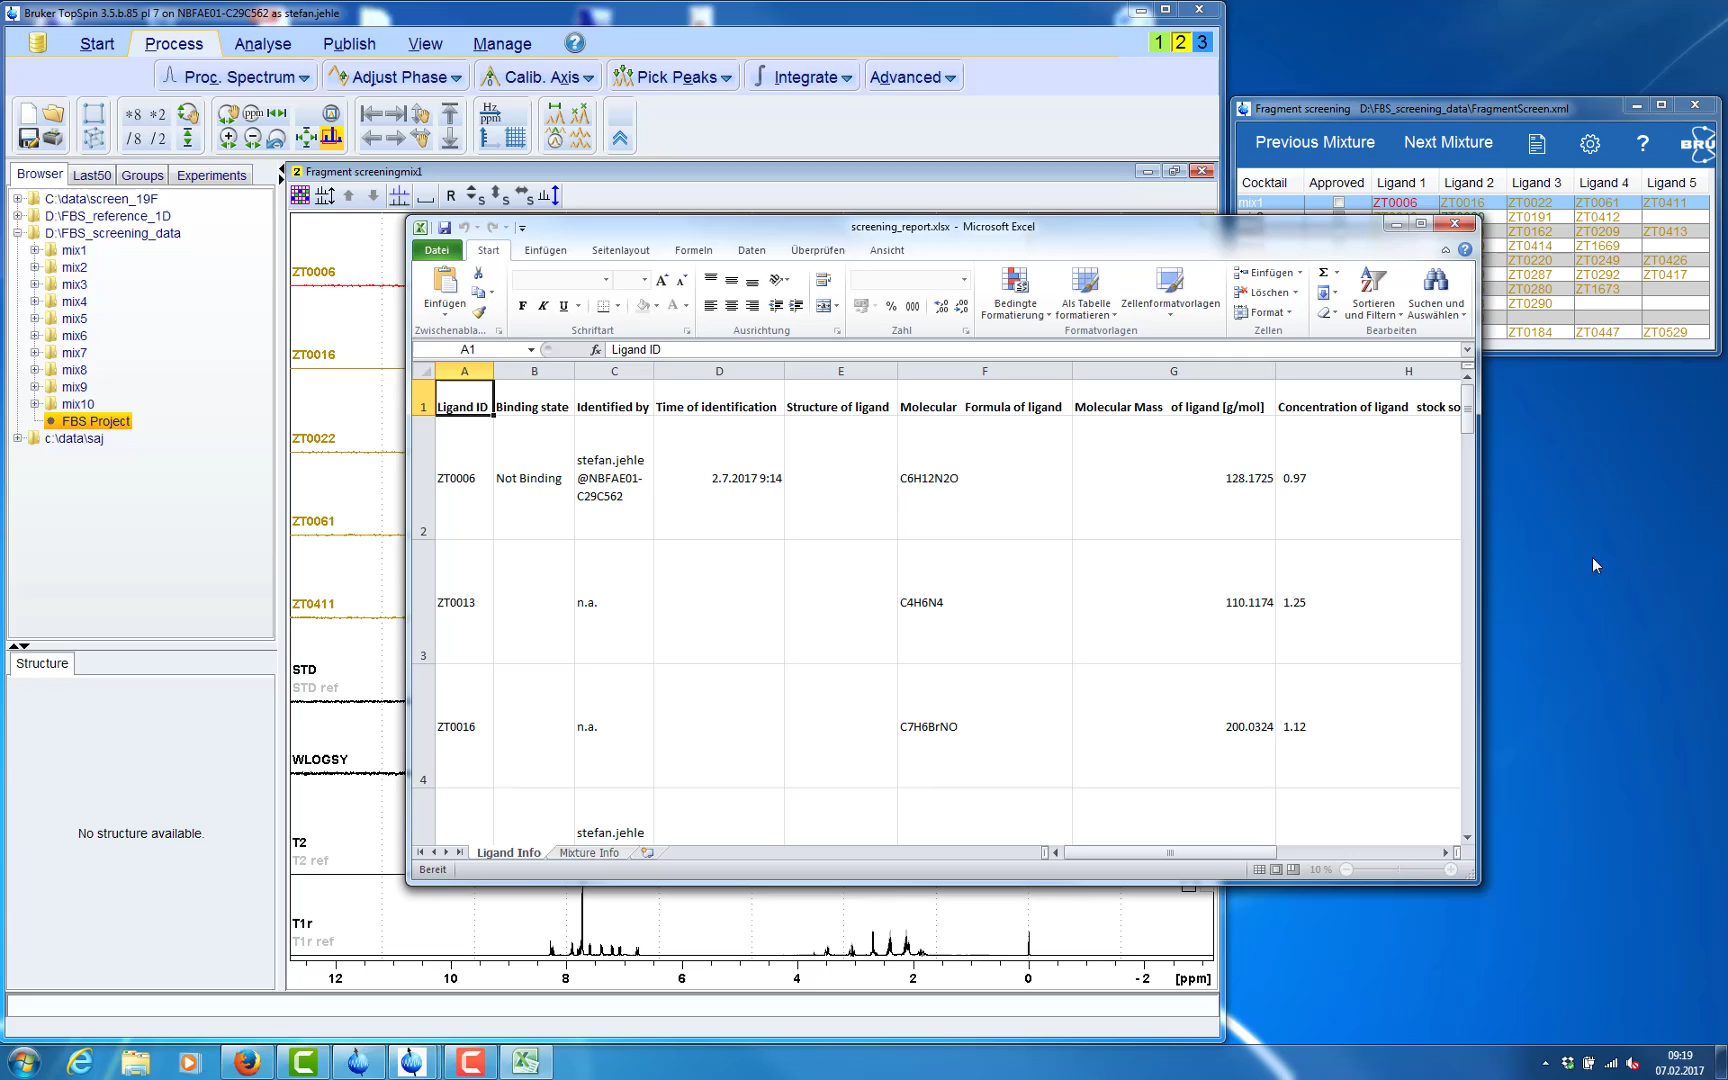 Bruker TopSpin 3.5.b.85 pl 7 on NBFAE01-C29C562 as stefan.jehle
Start Process Analyse Publish View Manage ?
1 2 3
Proc. Spectrum Adjust Phase Calib. Axis Pick Peaks Integrate Advanced
*8 *2 ppm Hz ppm
/8 /2
Browser Last50 Groups Experiments
C:\data\screen_19F
D:\FBS_reference_1D
D:\FBS_screening_data
mix1
mix2
mix3
mix4
mix5
mix6
mix7
mix8
mix9
mix10
FBS Project
c:\data\saj
Structure
No structure available.
2 Fragment screeningmix1
R S S S
ZT0006
ZT0016
ZT0022
ZT0061
ZT0411
STD
STD ref
WLOGSY
T2
T2 ref
T1r
T1r ref
12 10 8 6 4 2 0 -2 [ppm]
Fragment screening D:\FBS_screening_data\FragmentScreen.xml
Previous Mixture Next Mixture ? BRU
Cocktail Approved Ligand 1 Ligand 2 Ligand 3 Ligand 4 Ligand 5
mix1 ZT0006 ZT0016 ZT0022 ZT0061 ZT0411
ZT0191 ZT0412
ZT0162 ZT0209 ZT0413
ZT0414 ZT1669
ZT0220 ZT0249 ZT0426
ZT0287 ZT0292 ZT0417
ZT0280 ZT1673
ZT0290
ZT0184 ZT0447 ZT0529
screening_report.xlsx - Microsoft Excel
Datei Start Einfügen Seitenlayout Formeln Daten Überprüfen Ansicht
Einfügen
Zwischenabla...
F K U
Schriftart
Ausrichtung
% 000
Zahl
Bedingte Formatierung
Als Tabelle formatieren
Zellenformatvorlagen
Formatvorlagen
Einfügen
Löschen
Format
Zellen
Σ
Sortieren und Filtern
Suchen und Auswählen
Bearbeiten
A1 fx Ligand ID
A B C D E F G H
1 Ligand ID Binding state Identified by Time of identification Structure of ligand Molecular Formula of ligand Molecular Mass of ligand [g/mol] Concentration of ligand stock so
2 ZT0006 Not Binding stefan.jehle @NBFAE01-C29C562 2.7.2017 9:14 C6H12N2O 128.1725 0.97
3 ZT0013 n.a. C4H6N4 110.1174 1.25
4 ZT0016 n.a. C7H6BrNO 200.0324 1.12
stefan.jehle
Ligand Info Mixture Info
Bereit 10 %
09:19
07.02.2017